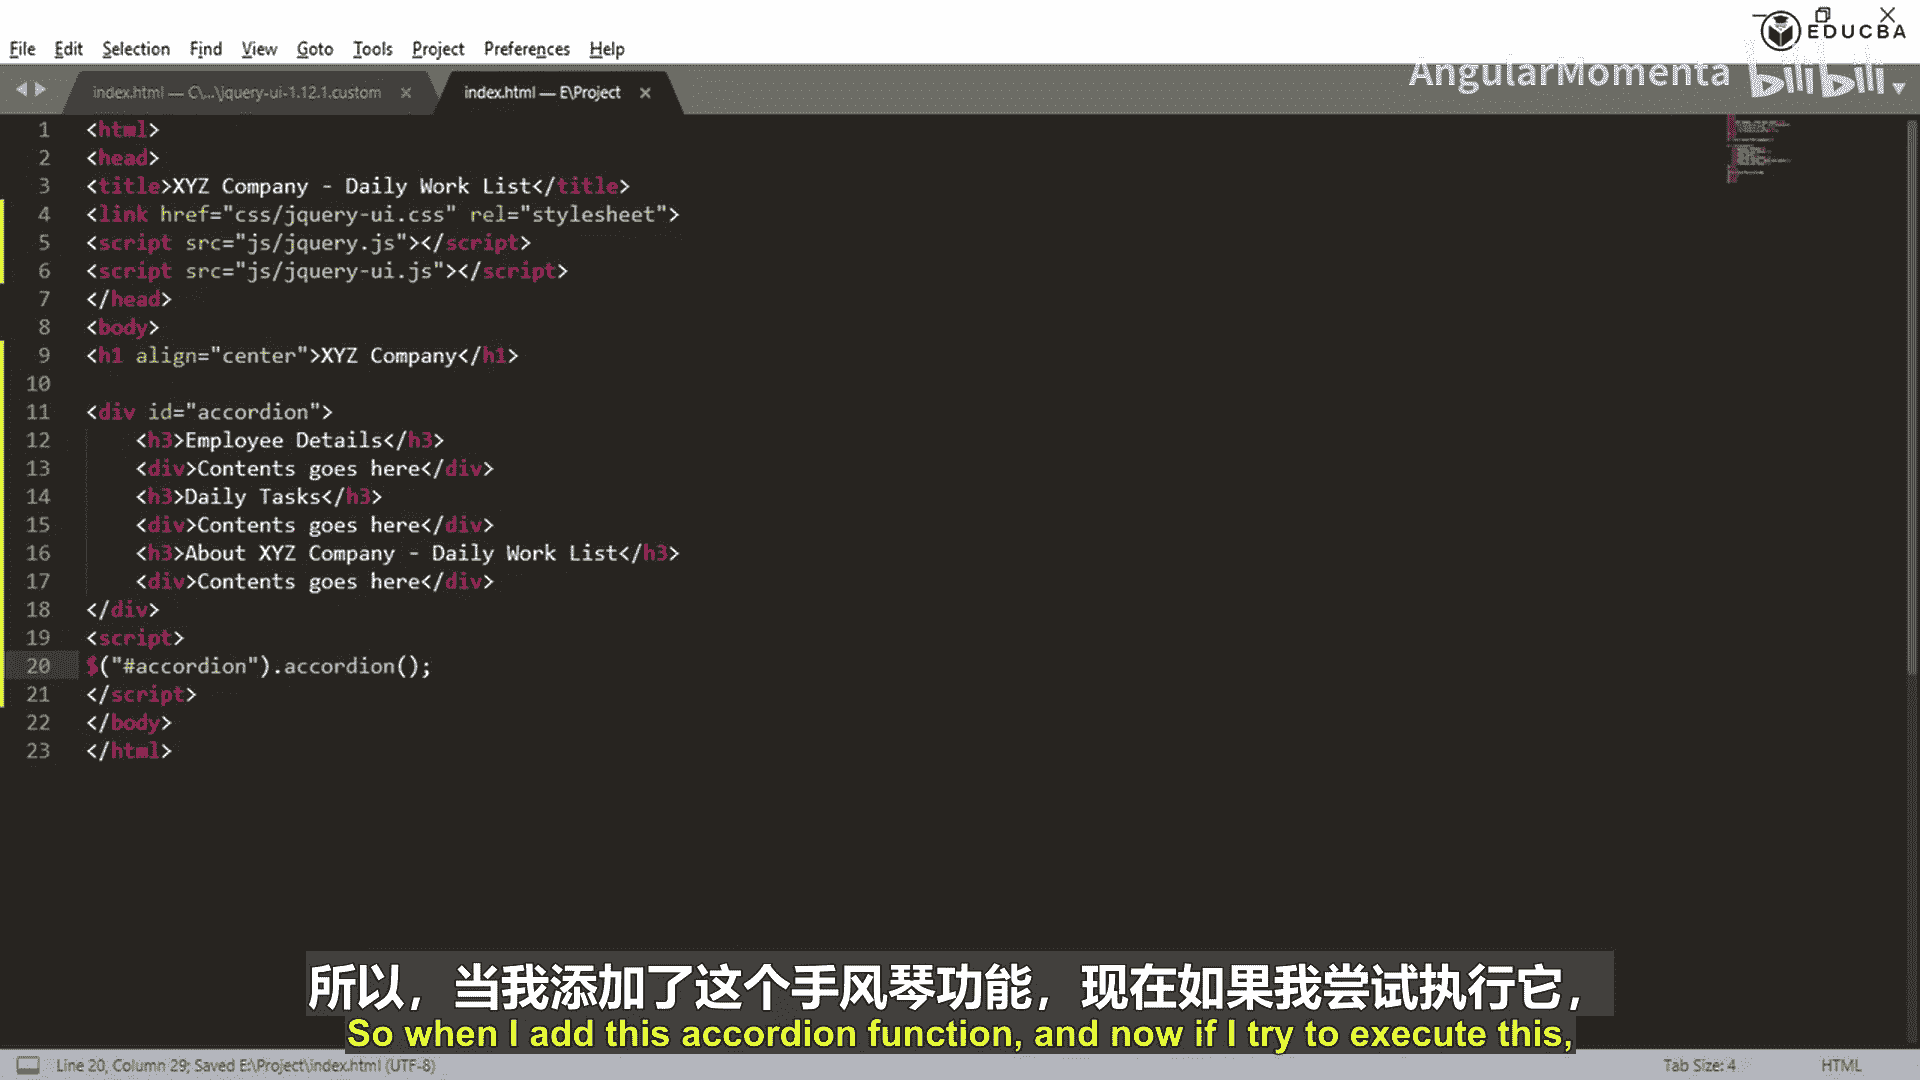 EDUCBA
File Edit Selection Find View Goto Tools Project Preferences Help
AngularMomenta bilibili
index.html — C\...\jquery-ui-1.12.1.custom × index.html — E\Project ×
1 <html>
2 <head>
3 <title>XYZ Company - Daily Work List</title>
4 <link href="css/jquery-ui.css" rel="stylesheet">
5 <script src="js/jquery.js"></script>
6 <script src="js/jquery-ui.js"></script>
7 </head>
8 <body>
9 <h1 align="center">XYZ Company</h1>
10
11 <div id="accordion">
12 <h3>Employee Details</h3>
13 <div>Contents goes here</div>
14 <h3>Daily Tasks</h3>
15 <div>Contents goes here</div>
16 <h3>About XYZ Company - Daily Work List</h3>
17 <div>Contents goes here</div>
18 </div>
19 <script>
20 $("#accordion").accordion();
21 </script>
22 </body>
23 </html>
所以，当我添加了这个手风琴功能，现在如果我尝试执行它，
So when I add this accordion function, and now if I try to execute this,
Line 20, Column 29; Saved E:\Project\index.html (UTF-8) Tab Size: 4 HTML